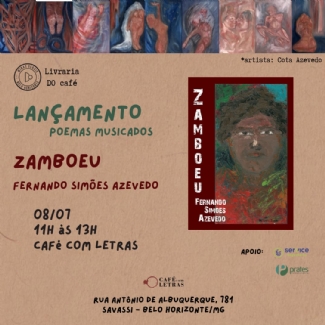 *artista: Cota Azevedo
Livraria
DO café
LANÇAMENTO
POEMAS MUSICADOS
ZAMBOEU
FERNANDO SIMÕES AZEVEDO
08/07
11H às 13H
CAFÉ COM LETRAS
ZAMBOEU
FERNANDO
SIMÕES
AZEVEDO
APOIO:
CAFÉ COM
LETRAS
RUA ANTÔNIO DE ALBUQUERQUE, 781
SAVASSI - BELO HORIZONTE/MG